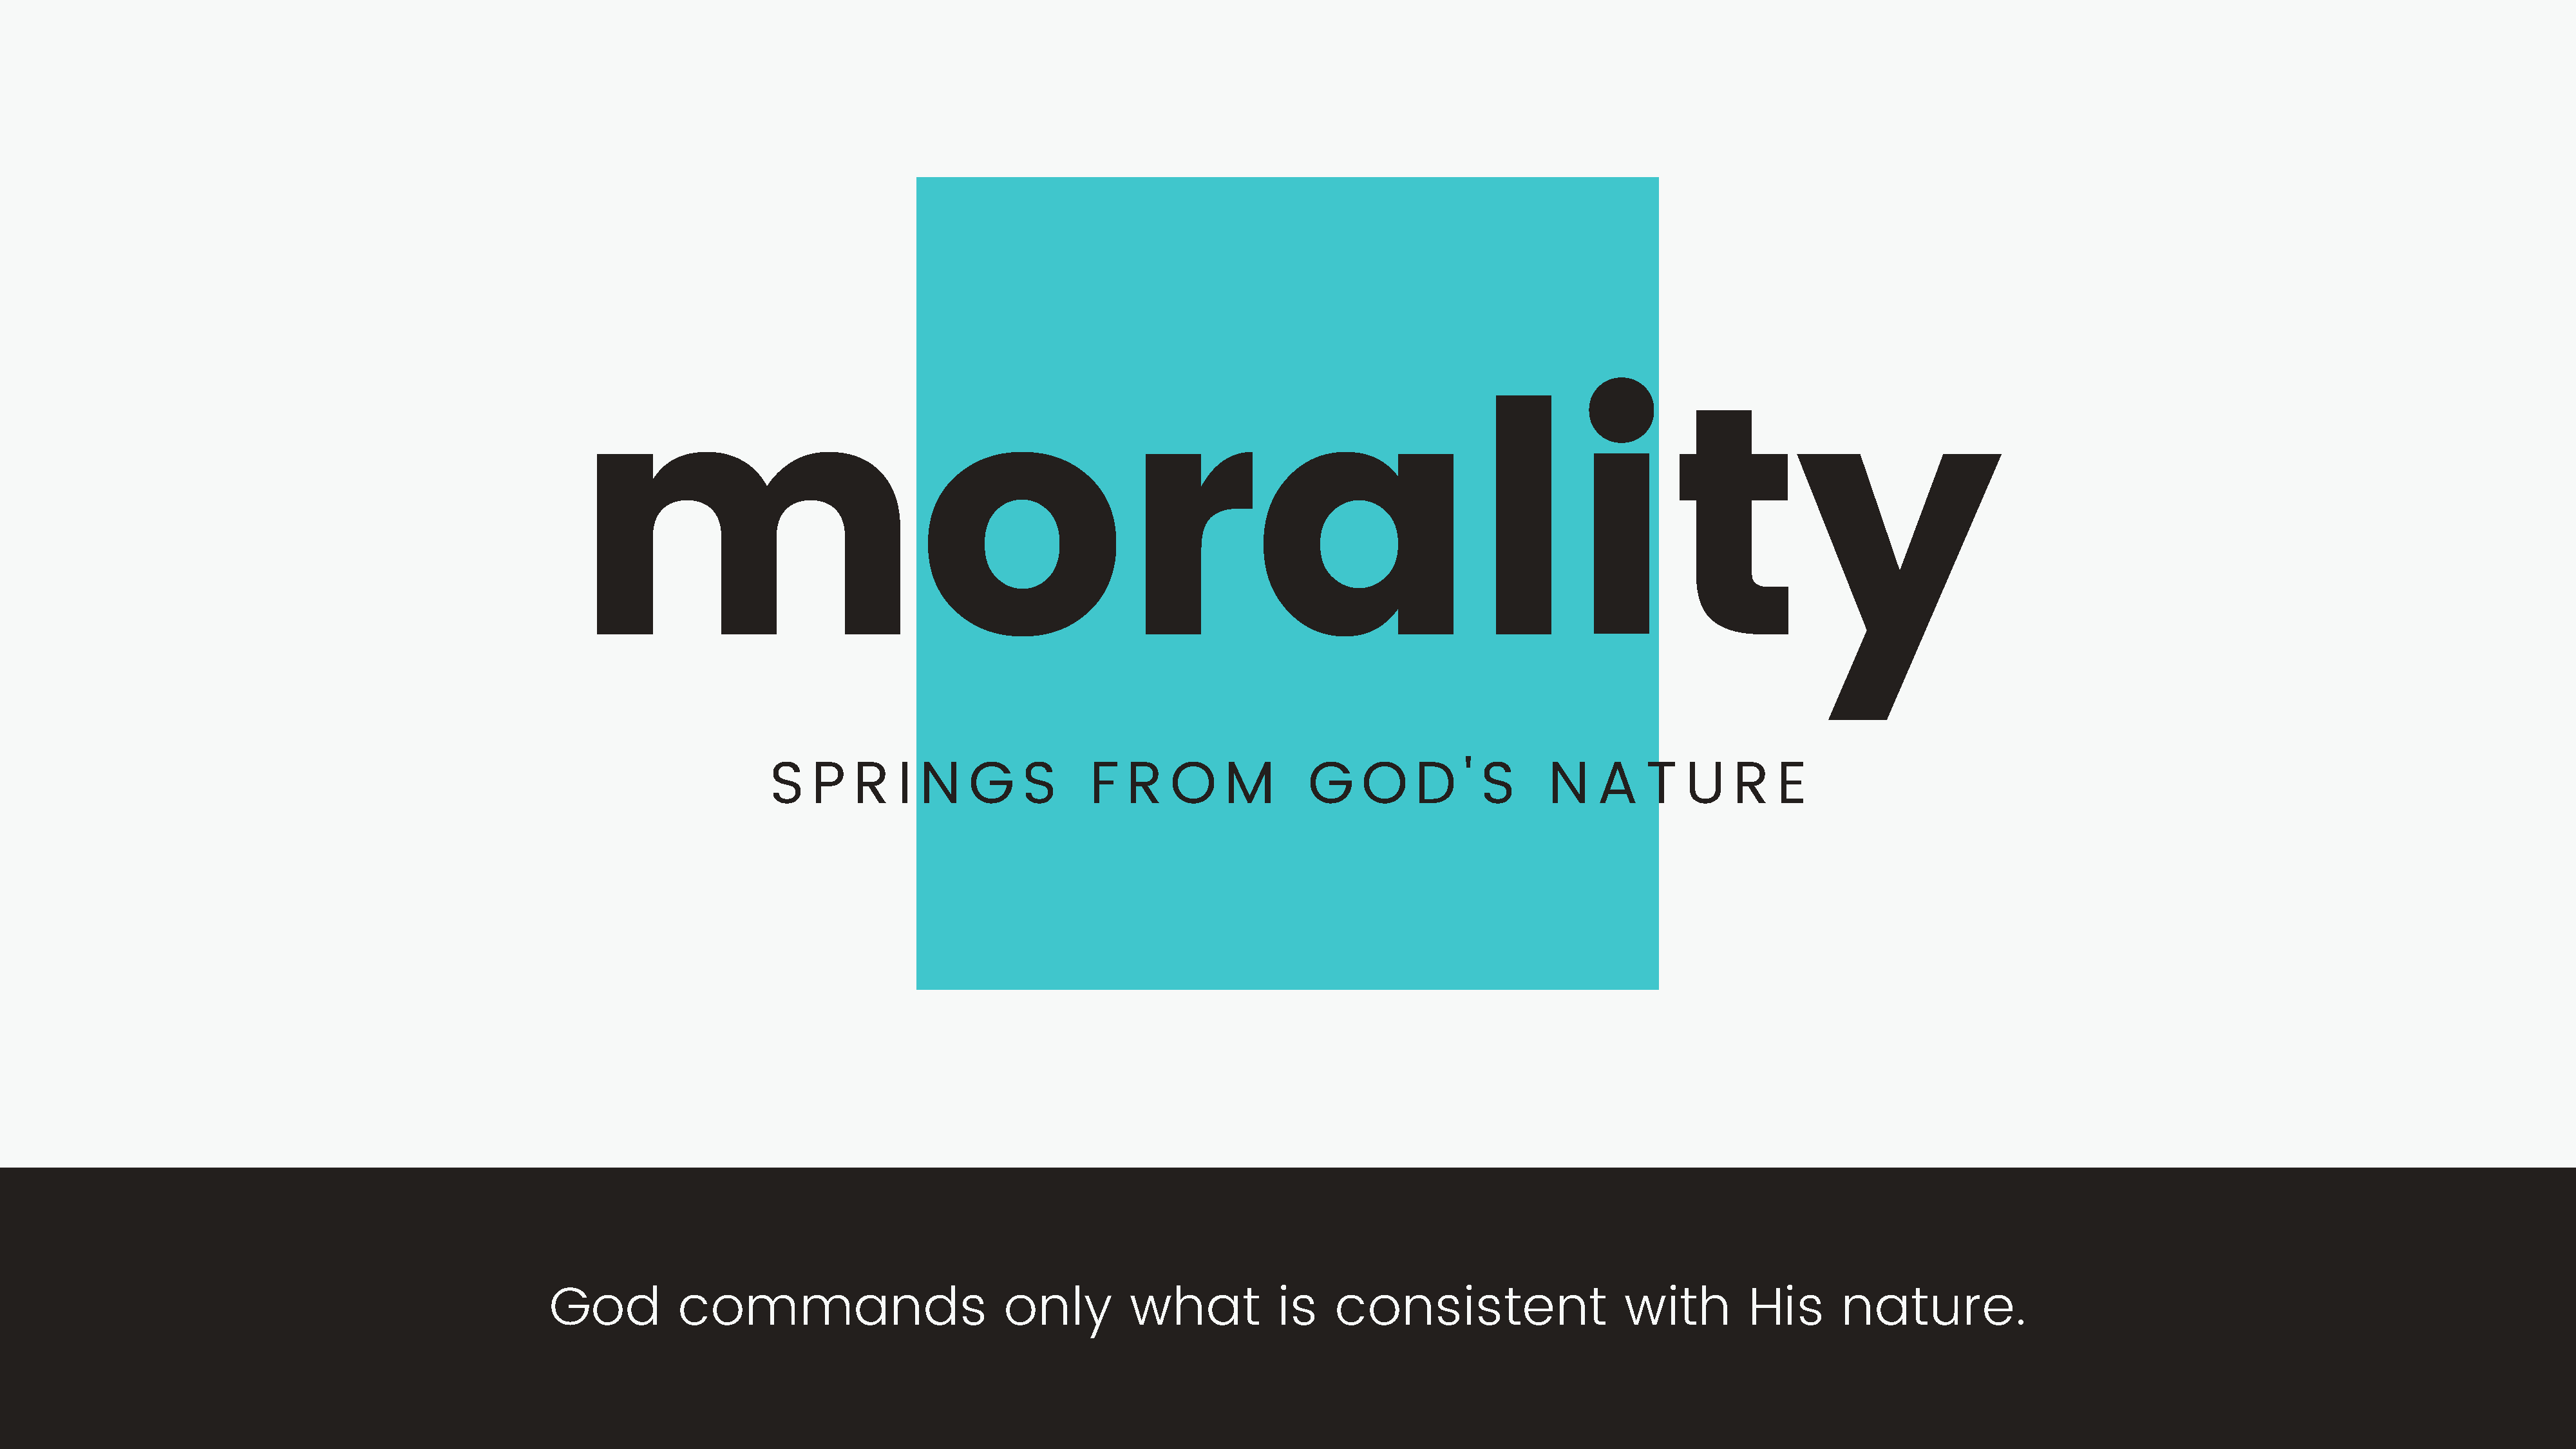 morality
SPRINGS FROM GOD'S NATURE
God commands only what is consistent with His nature.